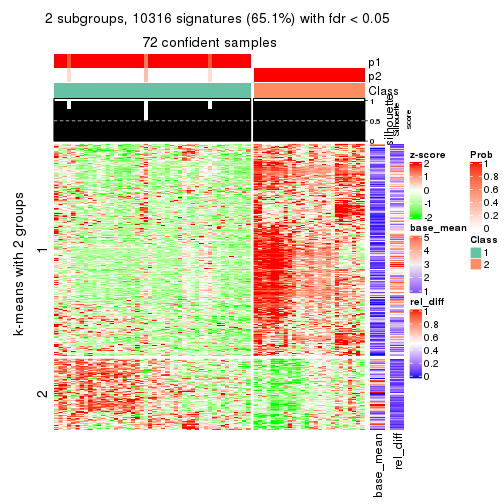 2 subgroups, 10316 signatures (65.1%) with fdr < 0.05
72 confident samples
p1
p2
Class
silhouette
Silhouette
score
1
0.5
0
k-means with 2 groups
1
2
base_mean
rel_diff
z-score
2
1
0
-1
-2
base_mean
5
4
3
2
1
rel_diff
1
0.8
0.6
0.4
0.2
0
Prob
1
0.8
0.6
0.4
0.2
0
Class
1
2